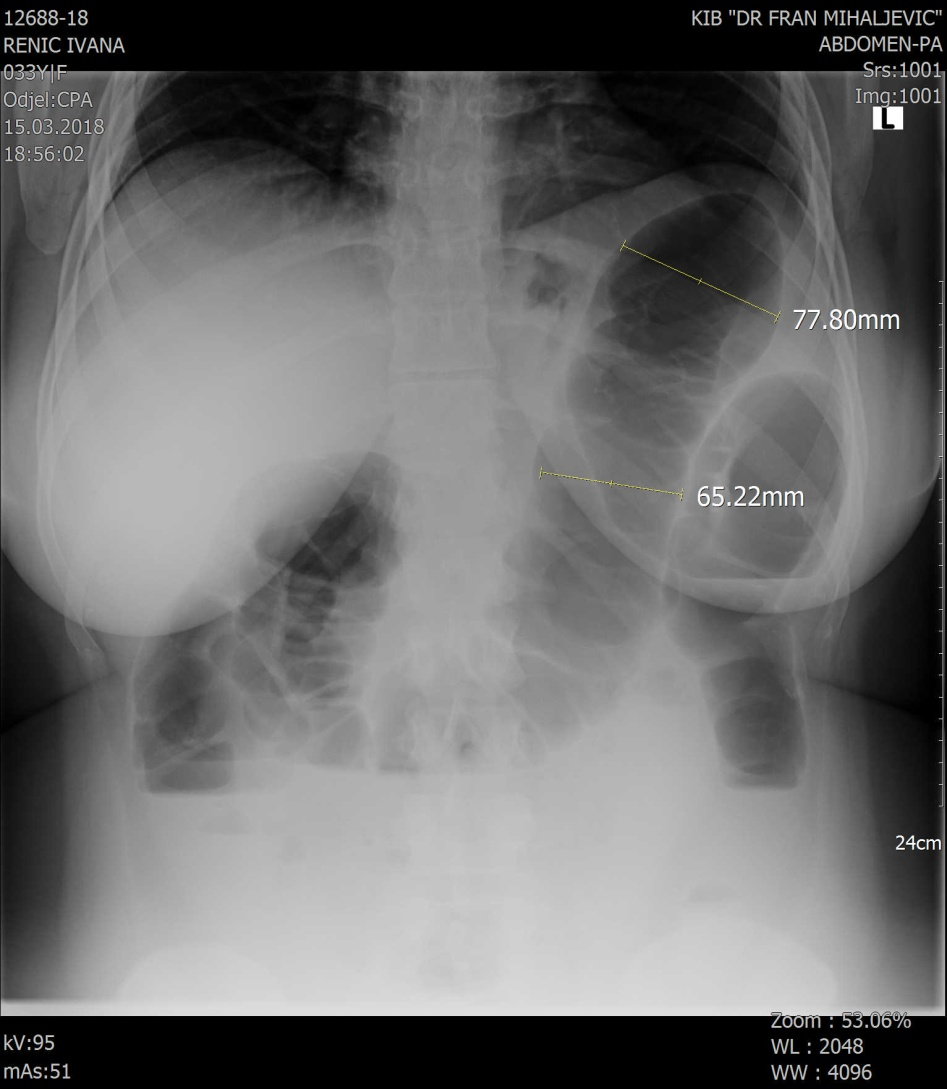 12688-18
RENIC IVANA
033Y|F
Odjel:CPA
15.03.2018
18:56:02
KIB "DR FRAN MIHALJEVIC"
ABDOMEN-PA
Srs:1001
Img:1001
L
77.80mm
65.22mm
24cm
kV:95
mAs:51
Zoom : 53.06%
WL : 2048
WW : 4096